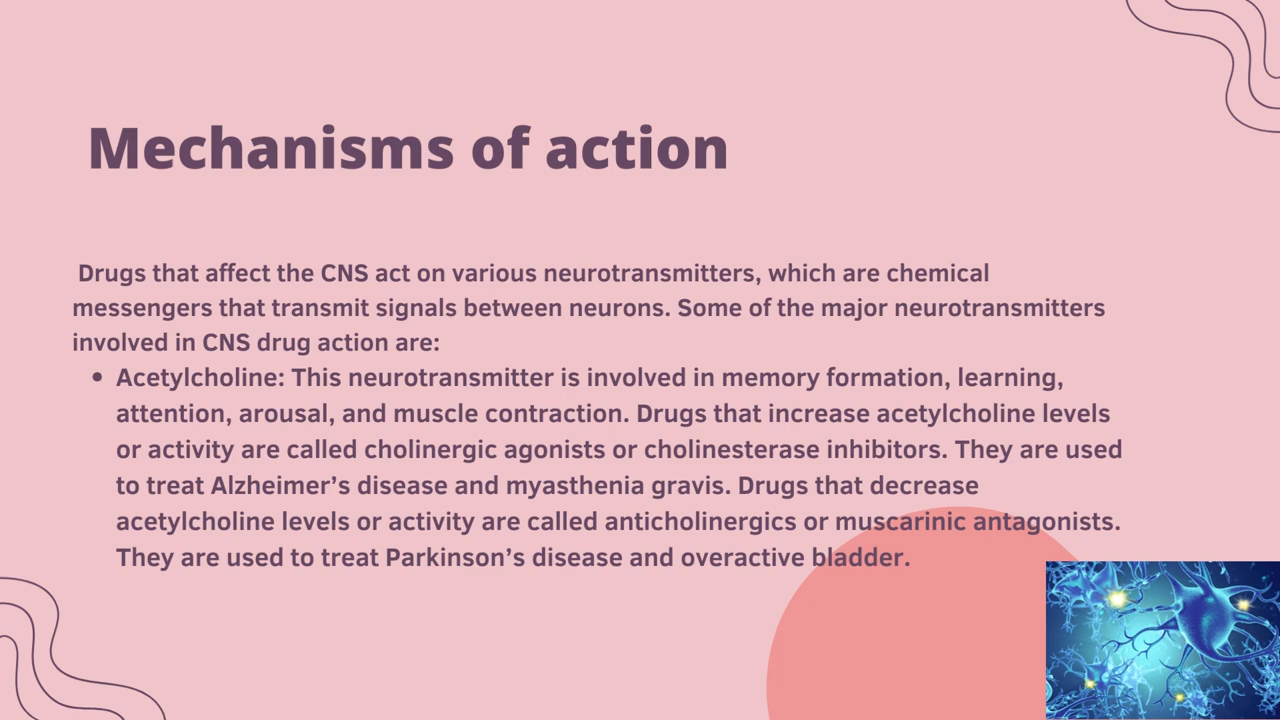 Mechanisms of action
Drugs that affect the CNS act on various neurotransmitters, which are chemical
messengers that transmit signals between neurons. Some of the major neurotransmitters
involved in CNS drug action are:
• Acetylcholine: This neurotransmitter is involved in memory formation, learning,
attention, arousal, and muscle contraction. Drugs that increase acetylcholine levels
or activity are called cholinergic agonists or cholinesterase inhibitors. They are used
to treat Alzheimer’s disease and myasthenia gravis. Drugs that decrease
acetylcholine levels or activity are called anticholinergics or muscarinic antagonists.
They are used to treat Parkinson’s disease and overactive bladder.